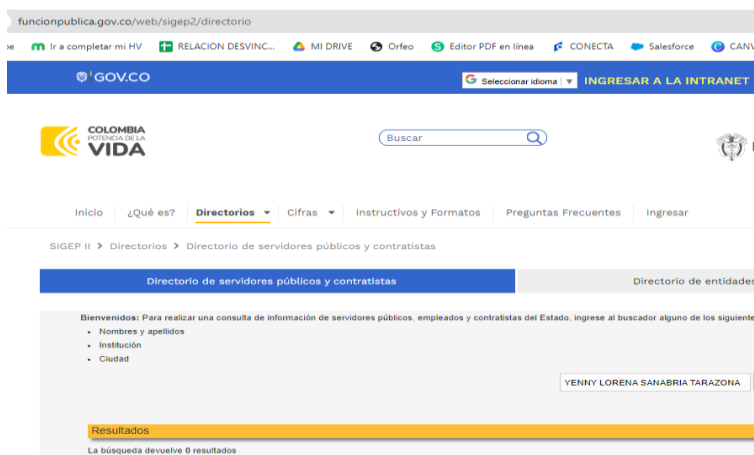 funcionpublica.gov.co/web/sigep2/directorio
Ir a completar mi HV RELACION DESVINC... MI DRIVE Orfeo Editor PDF en línea CONECTA Salesforce CANV
GOV.CO Seleccionar idioma INGRESAR A LA INTRANET
COLOMBIA
POTENCIA DE LA
VIDA
Buscar
Inicio ¿Qué es? Directorios Cifras Instructivos y Formatos Preguntas Frecuentes Ingresar
SIGEP II > Directorios > Directorio de servidores públicos y contratistas
Directorio de servidores públicos y contratistas Directorio de entidades
Bienvenidos: Para realizar una consulta de información de servidores públicos, empleados y contratistas del Estado, ingrese al buscador alguno de los siguiente
• Nombres y apellidos
• Institución
• Ciudad
YENNY LORENA SANABRIA TARAZONA
Resultados
La búsqueda devuelve 0 resultados